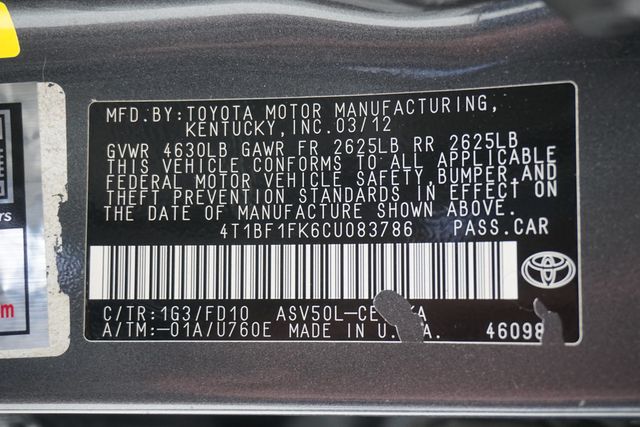 MFD.BY:TOYOTA MOTOR MANUFACTURING,
KENTUCKY,INC.03/12
GVWR 4630LB GAWR FR 2625LB RR 2625LB
THIS VEHICLE CONFORMS TO ALL APPLICABLE
FEDERAL MOTOR VEHICLE SAFETY,BUMPER,AND
THEFT PREVENTION STANDARDS IN EFFECT ON
THE DATE OF MANUFACTURE SHOWN ABOVE.
4T1BF1FK6CU083786 PASS.CAR
C/TR:1G3/FD10 ASV50L-
A/TM:-01A/U760E MADE IN 46098
rs
m